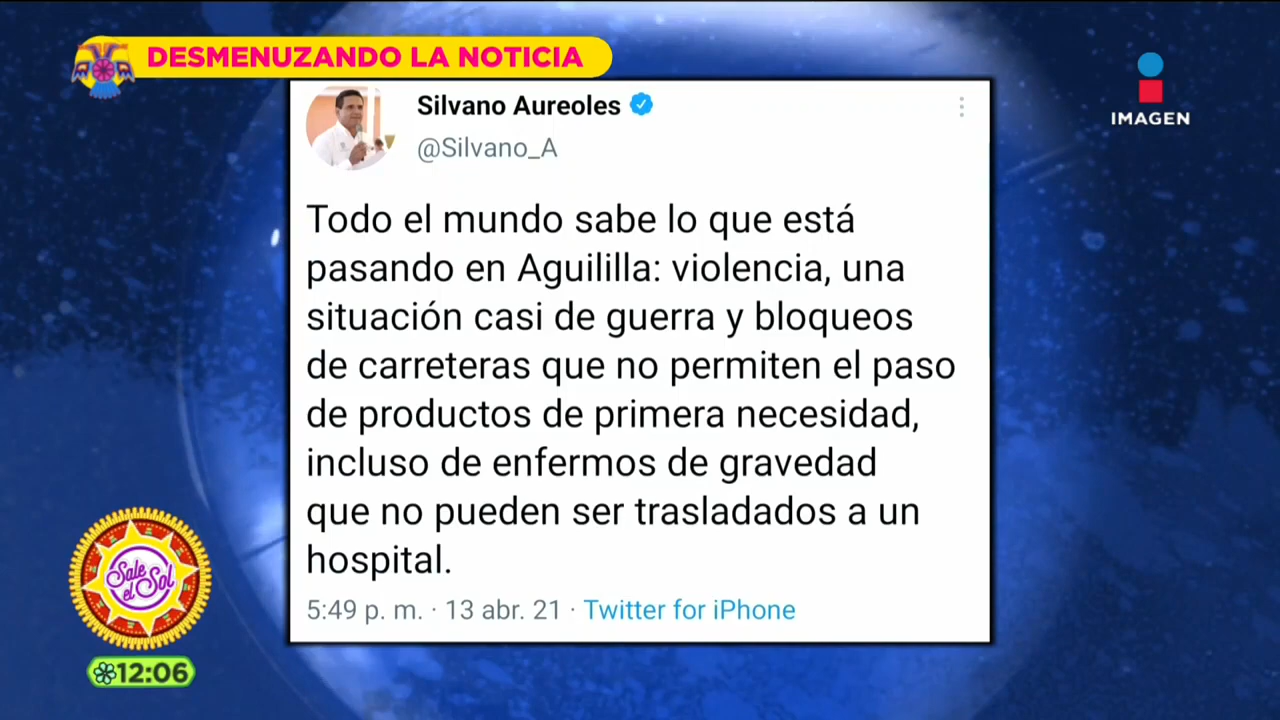 DESMENUZANDO LA NOTICIA
IMAGEN
Silvano Aureoles
@Silvano_A
Todo el mundo sabe lo que está
pasando en Aguililla: violencia, una
situación casi de guerra y bloqueos
de carreteras que no permiten el paso
de productos de primera necesidad,
incluso de enfermos de gravedad
que no pueden ser trasladados a un
hospital.
5:49 p. m. · 13 abr. 21 · Twitter for iPhone
Sale
el Sol
12:06